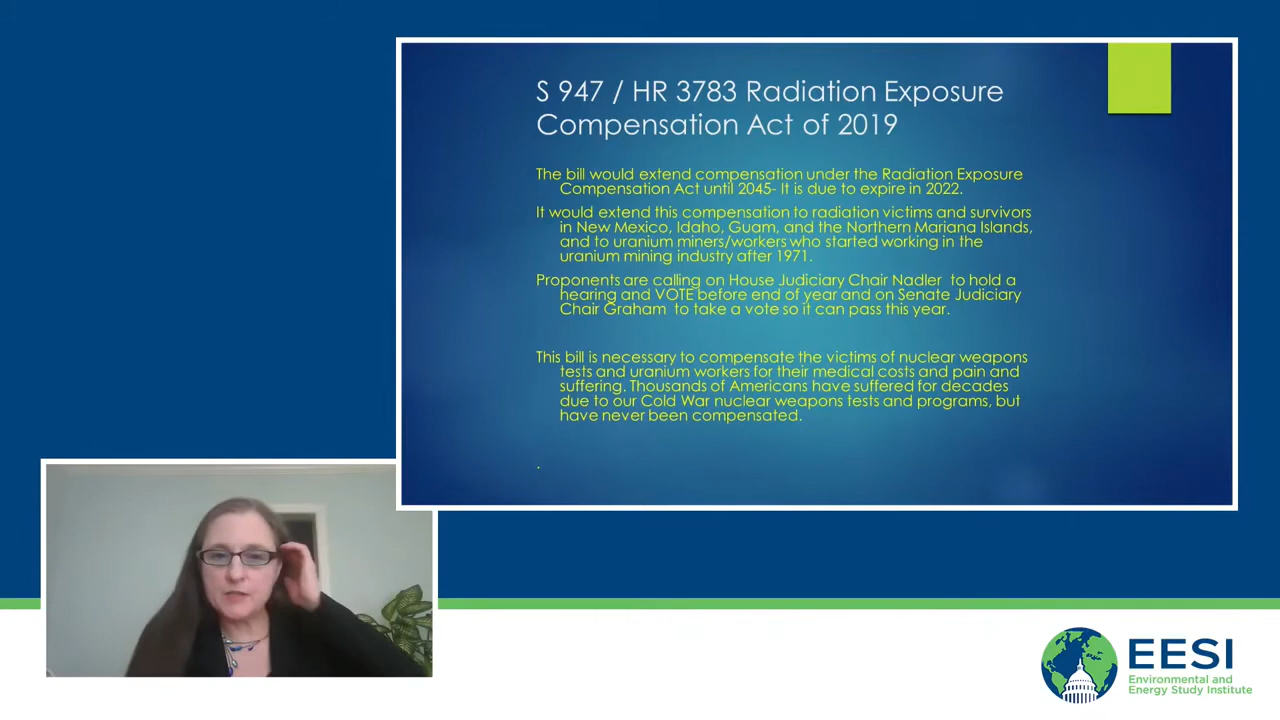 S 947 / HR 3783 Radiation Exposure
Compensation Act of 2019
The bill would extend compensation under the Radiation Exposure
Compensation Act until 2045- It is due to expire in 2022.
It would extend this compensation to radiation victims and survivors
in New Mexico, Idaho, Guam, and the Northern Mariana Islands,
and to uranium miners/workers who started working in the
uranium mining industry after 1971.
Proponents are calling on House Judiciary Chair Nadler to hold a
hearing and VOTE before end of year and on Senate Judiciary
Chair Graham to take a vote so it can pass this year.
This bill is necessary to compensate the victims of nuclear weapons
tests and uranium workers for their medical costs and pain and
suffering. Thousands of Americans have suffered for decades
due to our Cold War nuclear weapons tests and programs, but
have never been compensated.
.
EESI
Environmental and
Energy Study Institute